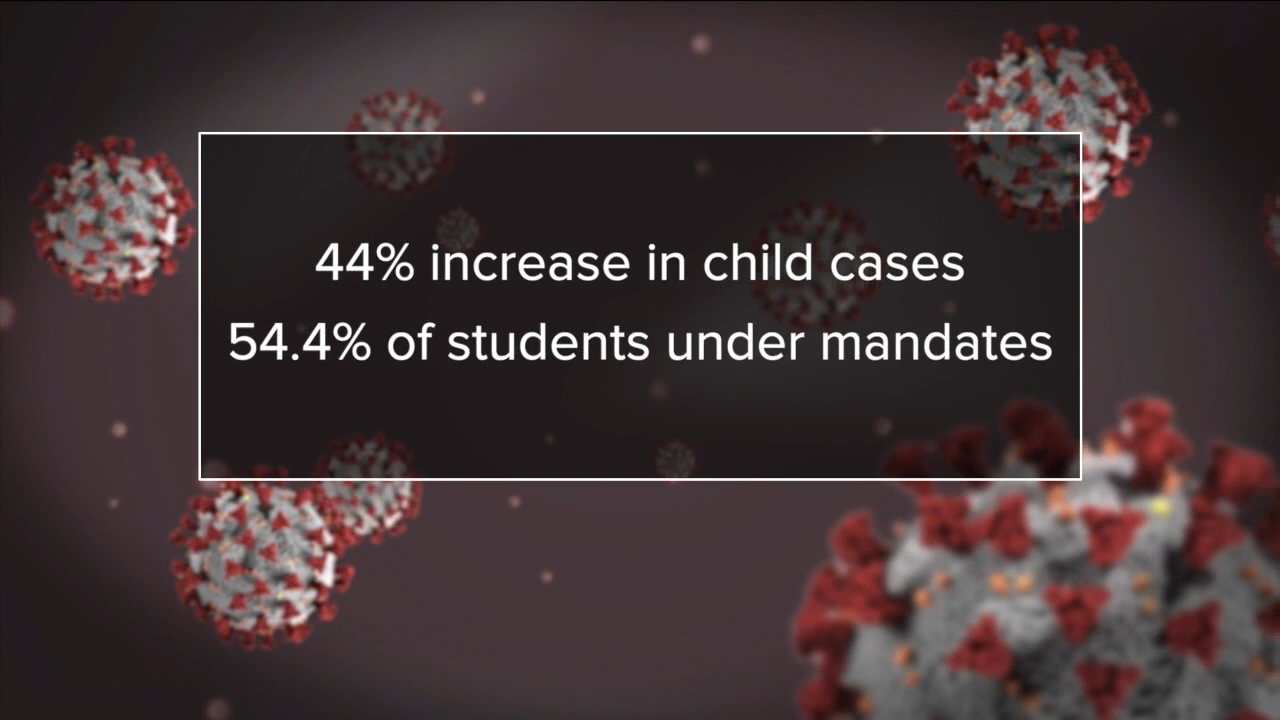 44% increase in child cases
54.4% of students under mandates